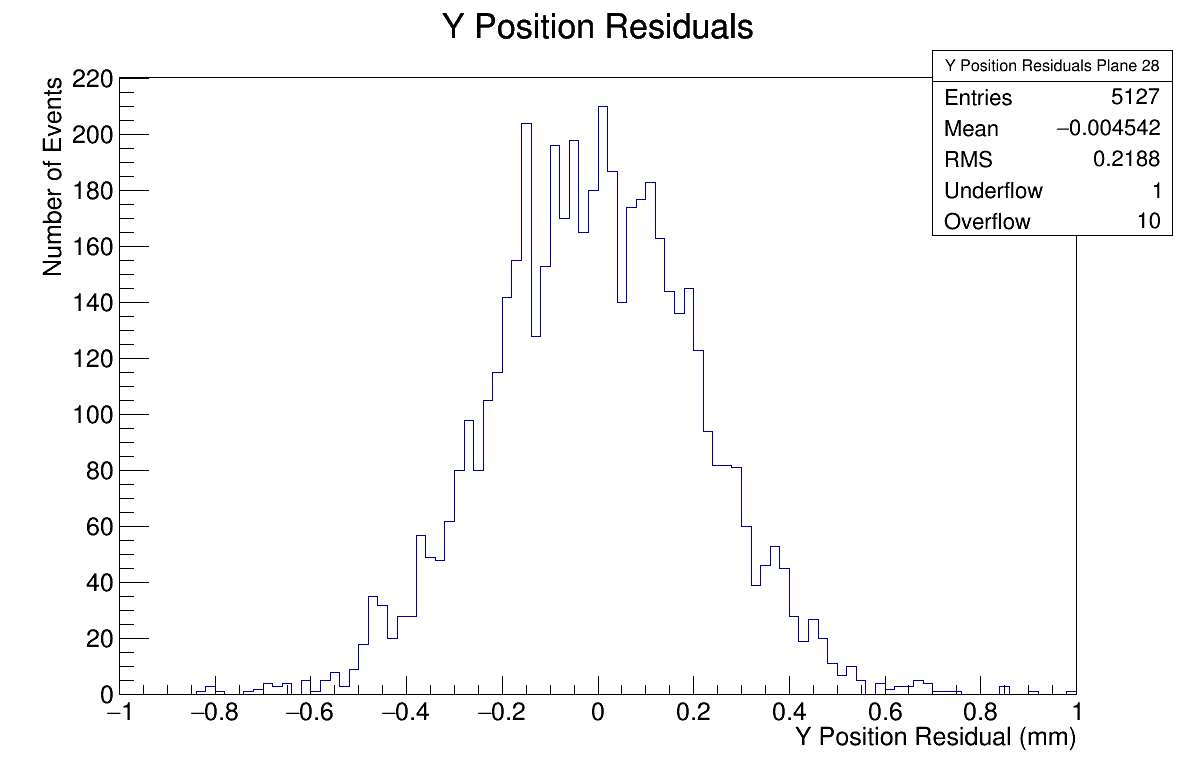 Y Position Residuals
Y Position Residuals Plane 28
Entries 5127
Mean −0.004542
RMS 0.2188
Underflow 1
Overflow 10
Number of Events
220
200
180
160
140
120
100
80
60
40
20
0
−1 −0.8 −0.6 −0.4 −0.2 0 0.2 0.4 0.6 0.8 1
Y Position Residual (mm)